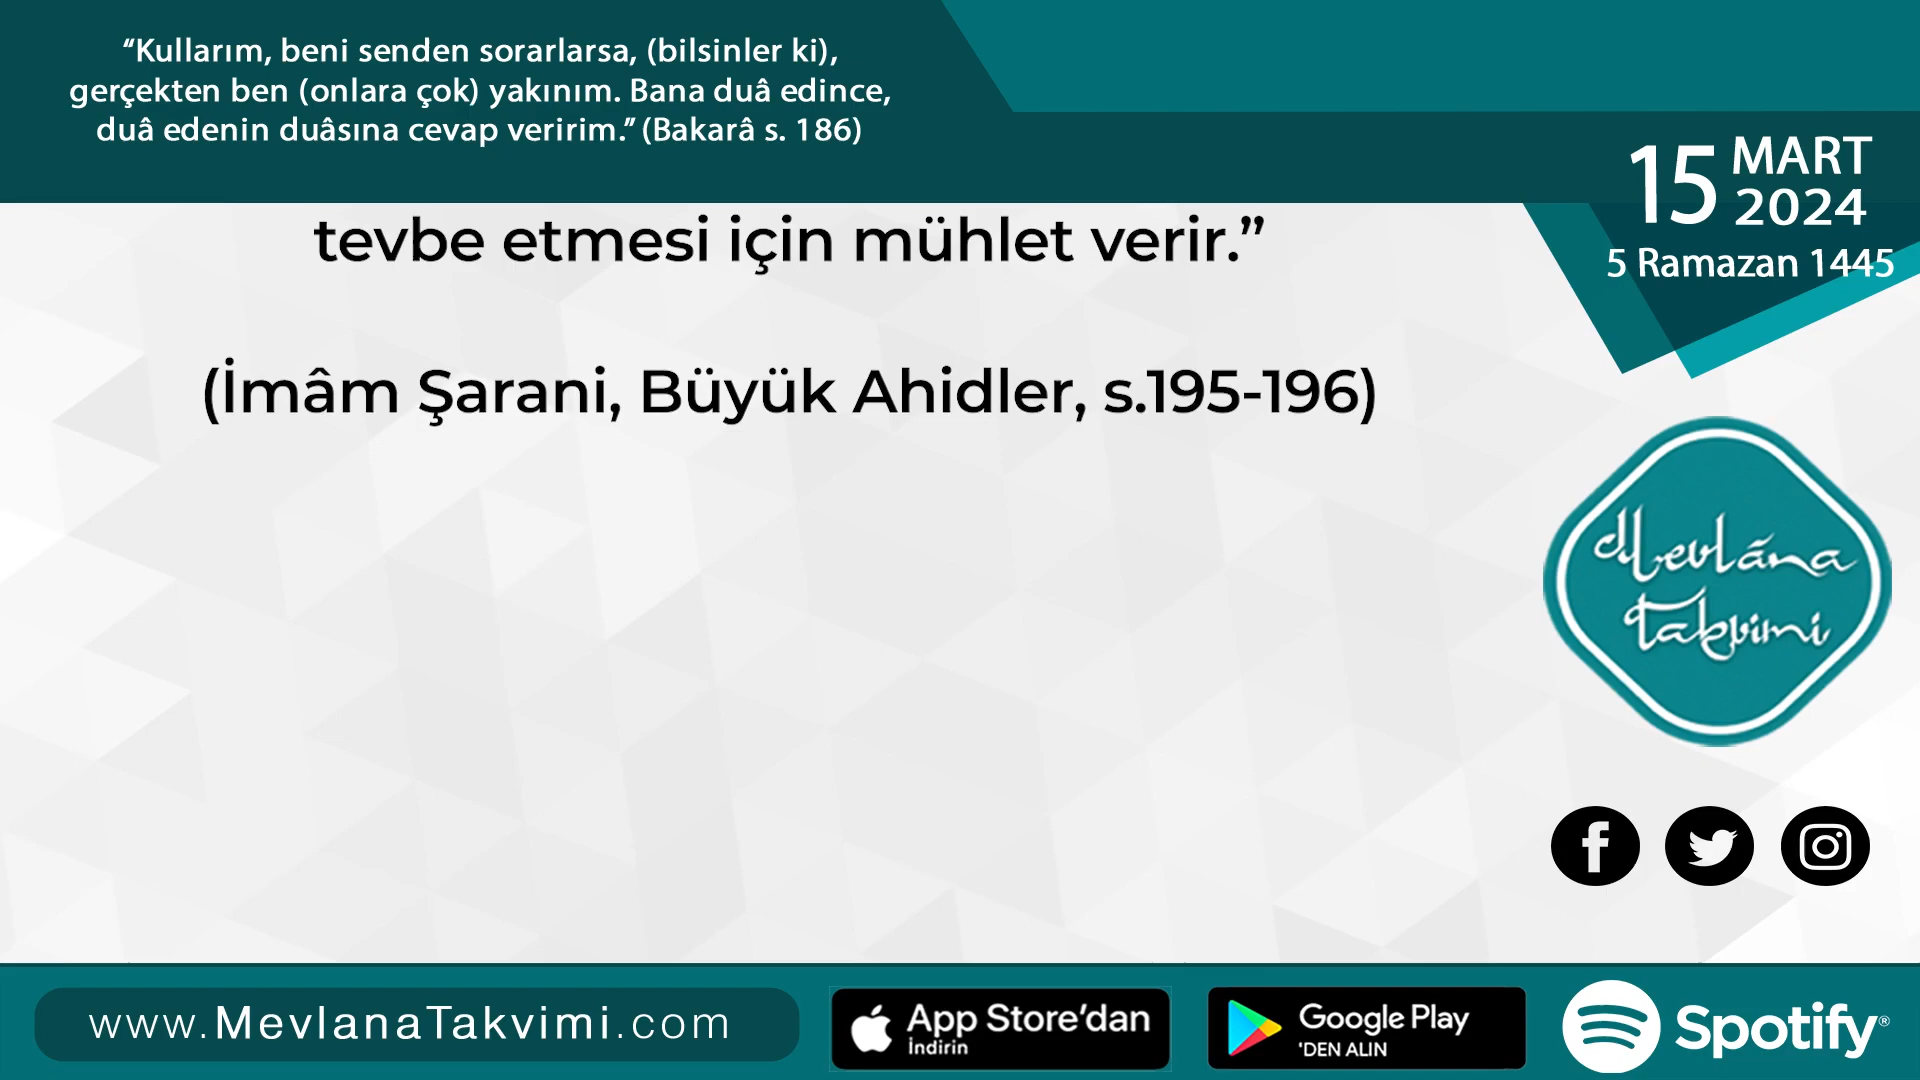 “Kullarım, beni senden sorarlarsa, (bilsinler ki),
gerçekten ben (onlara çok) yakınım. Bana duâ edince,
duâ edenin duâsına cevap veririm.” (Bakarâ s. 186)
15 MART
2024
5 Ramazan 1445
tevbe etmesi için mühlet verir.”
(İmâm Şarani, Büyük Ahidler, s.195-196)
Mevlâna
Takvimi
www.MevlanaTakvimi.com
App Store’dan
İndirin
Google Play
'DEN ALIN
Spotify®